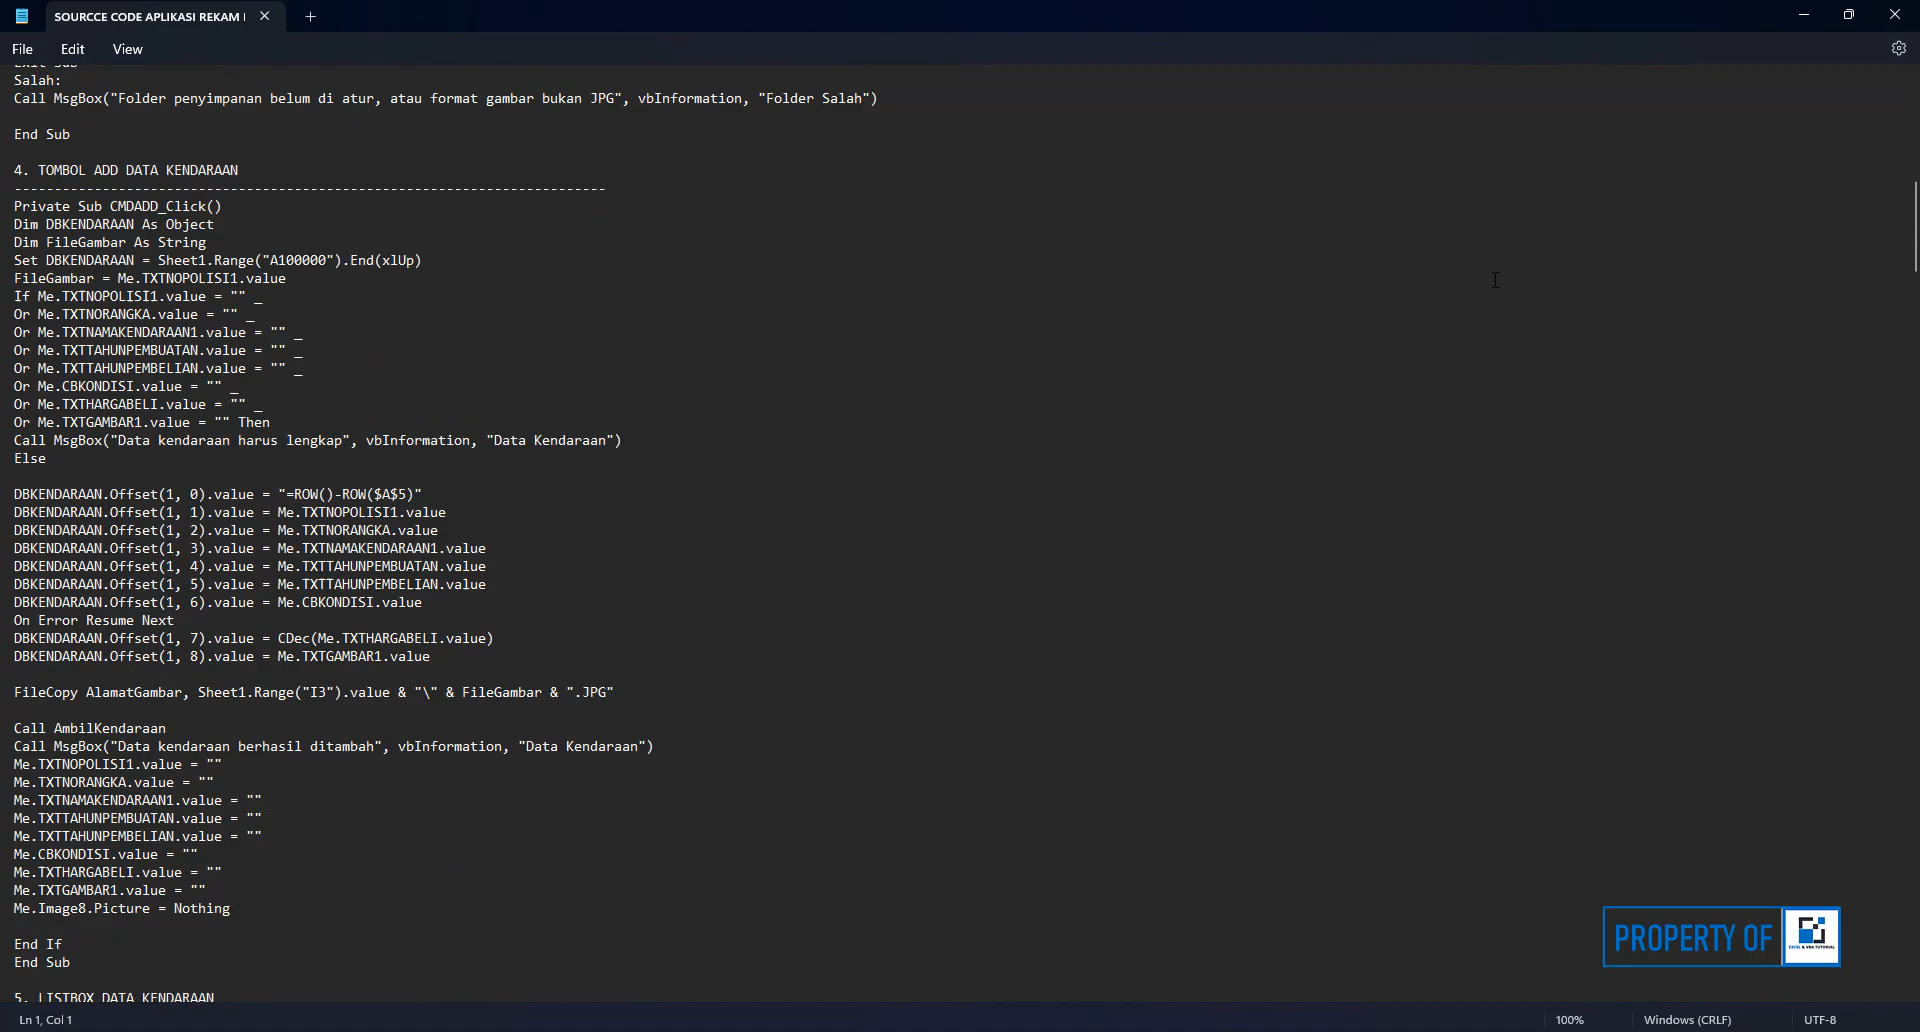 SOURCCE CODE APLIKASI REKAM
File Edit View
Exit Sub
Salah:
Call MsgBox("Folder penyimpanan belum di atur, atau format gambar bukan JPG", vbInformation, "Folder Salah")
End Sub
4. TOMBOL ADD DATA KENDARAAN
--------------------------------------------------------------------------
Private Sub CMDADD_Click()
Dim DBKENDARAAN As Object
Dim FileGambar As String
Set DBKENDARAAN = Sheet1.Range("A100000").End(xlUp)
FileGambar = Me.TXTNOPOLISI1.value
If Me.TXTNOPOLISI1.value = "" _
Or Me.TXTNORANGKA.value = "" _
Or Me.TXTNAMAKENDARAAN1.value = "" _
Or Me.TXTTAHUNPEMBUATAN.value = "" _
Or Me.TXTTAHUNPEMBELIAN.value = "" _
Or Me.CBKONDISI.value = "" _
Or Me.TXTHARGABELI.value = "" _
Or Me.TXTGAMBAR1.value = "" Then
Call MsgBox("Data kendaraan harus lengkap", vbInformation, "Data Kendaraan")
Else
DBKENDARAAN.Offset(1, 0).value = "=ROW()-ROW($A$5)"
DBKENDARAAN.Offset(1, 1).value = Me.TXTNOPOLISI1.value
DBKENDARAAN.Offset(1, 2).value = Me.TXTNORANGKA.value
DBKENDARAAN.Offset(1, 3).value = Me.TXTNAMAKENDARAAN1.value
DBKENDARAAN.Offset(1, 4).value = Me.TXTTAHUNPEMBUATAN.value
DBKENDARAAN.Offset(1, 5).value = Me.TXTTAHUNPEMBELIAN.value
DBKENDARAAN.Offset(1, 6).value = Me.CBKONDISI.value
On Error Resume Next
DBKENDARAAN.Offset(1, 7).value = CDec(Me.TXTHARGABELI.value)
DBKENDARAAN.Offset(1, 8).value = Me.TXTGAMBAR1.value
FileCopy AlamatGambar, Sheet1.Range("I3").value & "\" & FileGambar & ".JPG"
Call AmbilKendaraan
Call MsgBox("Data kendaraan berhasil ditambah", vbInformation, "Data Kendaraan")
Me.TXTNOPOLISI1.value = ""
Me.TXTNORANGKA.value = ""
Me.TXTNAMAKENDARAAN1.value = ""
Me.TXTTAHUNPEMBUATAN.value = ""
Me.TXTTAHUNPEMBELIAN.value = ""
Me.CBKONDISI.value = ""
Me.TXTHARGABELI.value = ""
Me.TXTGAMBAR1.value = ""
Me.Image8.Picture = Nothing
End If
End Sub
5. LISTBOX DATA KENDARAAN
PROPERTY OF
EXCEL & VBA TUTORIAL
Ln 1, Col 1 100% Windows (CRLF) UTF-8